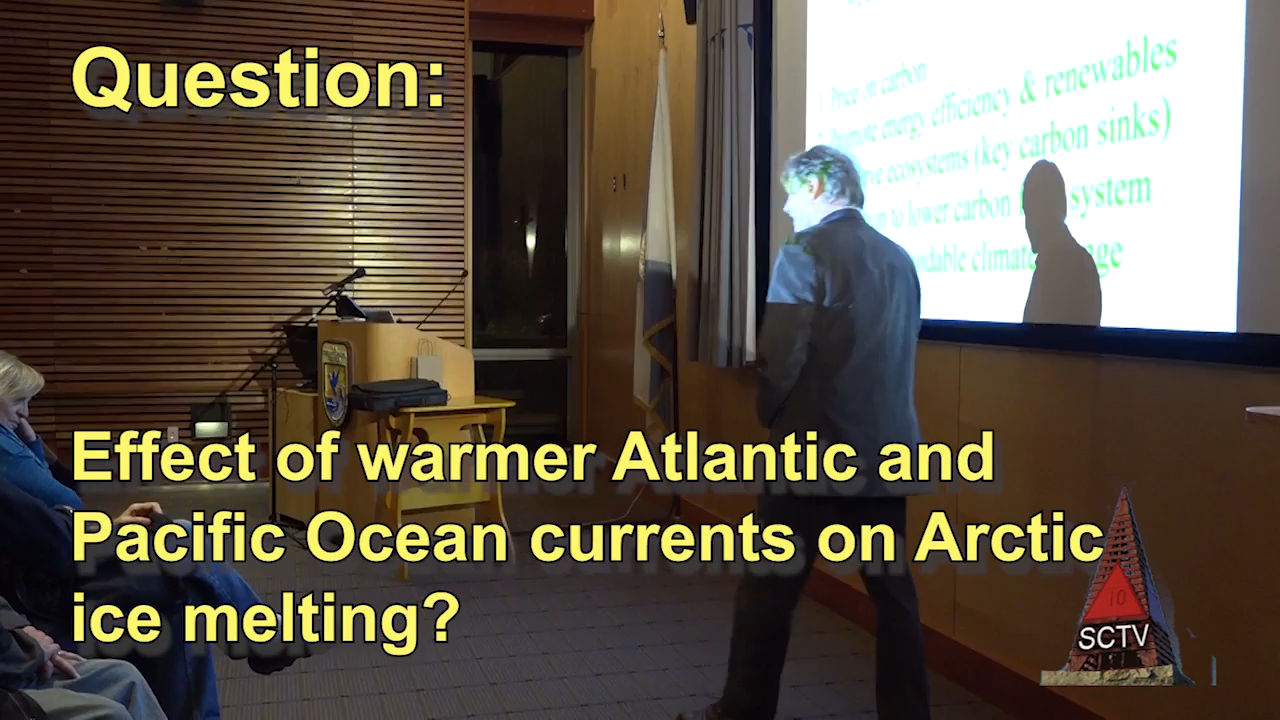 Question:
Price on carbon
energy efficiency & renewables
ecosystems (key carbon sinks)
to lower carbon system
climate
Effect of warmer Atlantic and
Pacific Ocean currents on Arctic
ice melting?
10
SCTV